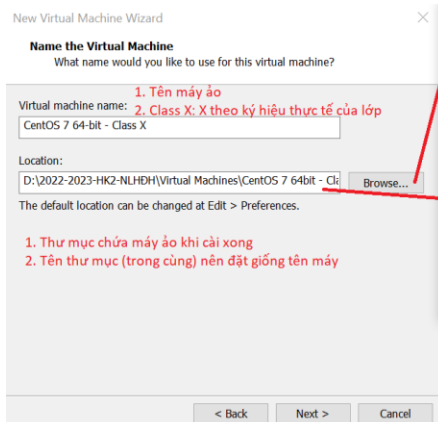 New Virtual Machine Wizard
Name the Virtual Machine
What name would you like to use for this virtual machine?
1. Tên máy ảo
Virtual machine name:
2. Class X: X theo ký hiệu thực tế của lớp
CentOS 7 64-bit - Class X
Location:
D:\2022-2023-HK2-NLHĐH\Virtual Machines\CentOS 7 64bit - Cla
Browse...
The default location can be changed at Edit > Preferences.
1. Thư mục chứa máy ảo khi cài xong
2. Tên thư mục (trong cùng) nên đặt giống tên máy
< Back Next > Cancel